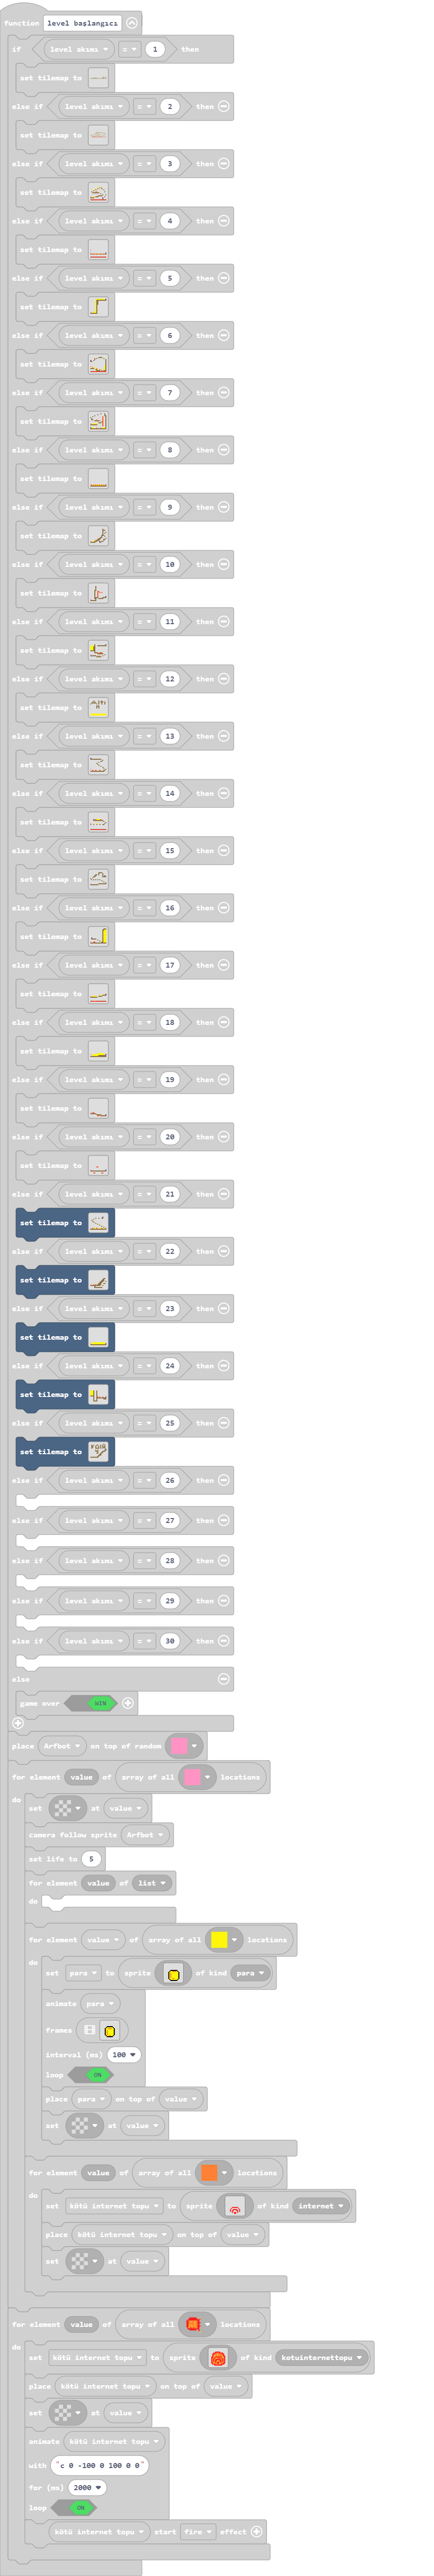 function level başlangıcı
if level akımı = 1 then
set tilemap to
else if level akımı = 2 then
set tilemap to
else if level akımı = 3 then
set tilemap to
else if level akımı = 4 then
set tilemap to
else if level akımı = 5 then
set tilemap to
else if level akımı = 6 then
set tilemap to
else if level akımı = 7 then
set tilemap to
else if level akımı = 8 then
set tilemap to
else if level akımı = 9 then
set tilemap to
else if level akımı = 10 then
set tilemap to
else if level akımı = 11 then
set tilemap to
else if level akımı = 12 then
set tilemap to
else if level akımı = 13 then
set tilemap to
else if level akımı = 14 then
set tilemap to
else if level akımı = 15 then
set tilemap to
else if level akımı = 16 then
set tilemap to
else if level akımı = 17 then
set tilemap to
else if level akımı = 18 then
set tilemap to
else if level akımı = 19 then
set tilemap to
else if level akımı = 20 then
set tilemap to
else if level akımı = 21 then
set tilemap to
else if level akımı = 22 then
set tilemap to
else if level akımı = 23 then
set tilemap to
else if level akımı = 24 then
set tilemap to
else if level akımı = 25 then
set tilemap to
else if level akımı = 26 then
else if level akımı = 27 then
else if level akımı = 28 then
else if level akımı = 29 then
else if level akımı = 30 then
else
game over WIN
place Arfbot on top of random
for element value of array of all locations
do
set at value
camera follow sprite Arfbot
set life to 5
for element value of list
do
for element value of array of all locations
do
set para to sprite of kind para
animate para
frames
interval (ms) 100
loop ON
place para on top of value
set at value
for element value of array of all locations
do
set kötü internet topu to sprite of kind internet
place kötü internet topu on top of value
set at value
for element value of array of all locations
do
set kötü internet topu to sprite of kind kotuinternettopu
place kötü internet topu on top of value
set at value
animate kötü internet topu
with "c 0 -100 0 100 0 0"
for (ms) 2000
loop ON
kötü internet topu start fire effect